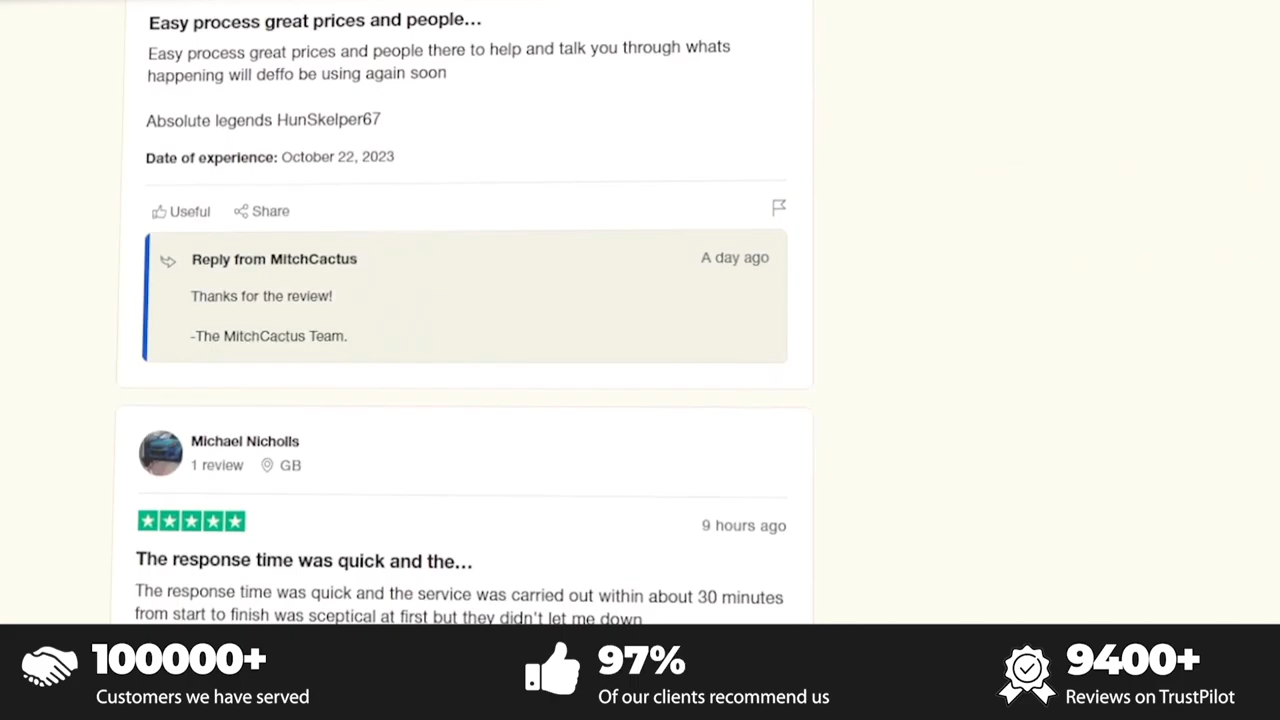 Easy process great prices and people…
Easy process great prices and people there to help and talk you through whats
happening will deffo be using again soon
Absolute legends HunSkelper67
Date of experience: October 22, 2023
Useful Share
Reply from MitchCactus A day ago
Thanks for the review!
-The MitchCactus Team.
Michael Nicholls
1 review GB
9 hours ago
The response time was quick and the…
The response time was quick and the service was carried out within about 30 minutes
from start to finish was sceptical at first but they didn't let me down
100000+ 97% 9400+
Customers we have served Of our clients recommend us Reviews on TrustPilot